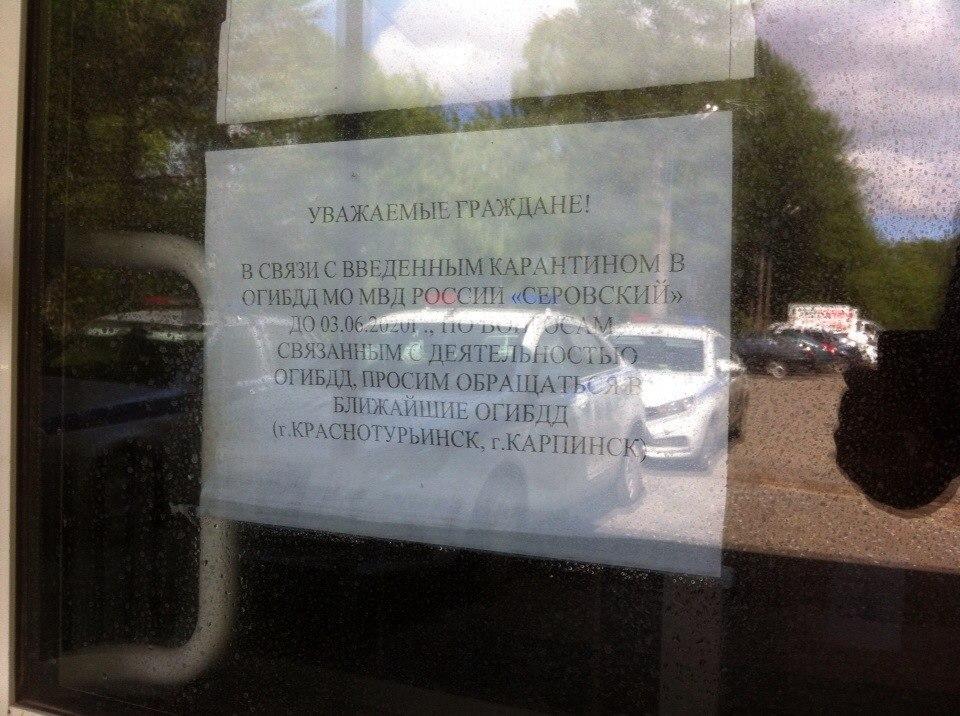 УВАЖАЕМЫЕ ГРАЖДАНЕ!
В СВЯЗИ С ВВЕДЕННЫМ КАРАНТИНОМ В
ОГИБДД МО МВД РОССИИ «СЕРОВСКИЙ»
ДО 03.06.2020г., ПО ВОПРОСАМ
СВЯЗАННЫМ С ДЕЯТЕЛЬНОСТЬЮ
ОГИБДД, ПРОСИМ ОБРАЩАТЬСЯ В
БЛИЖАЙШИЕ ОГИБДД
(г.КРАСНОТУРЬИНСК, г.КАРПИНСК)